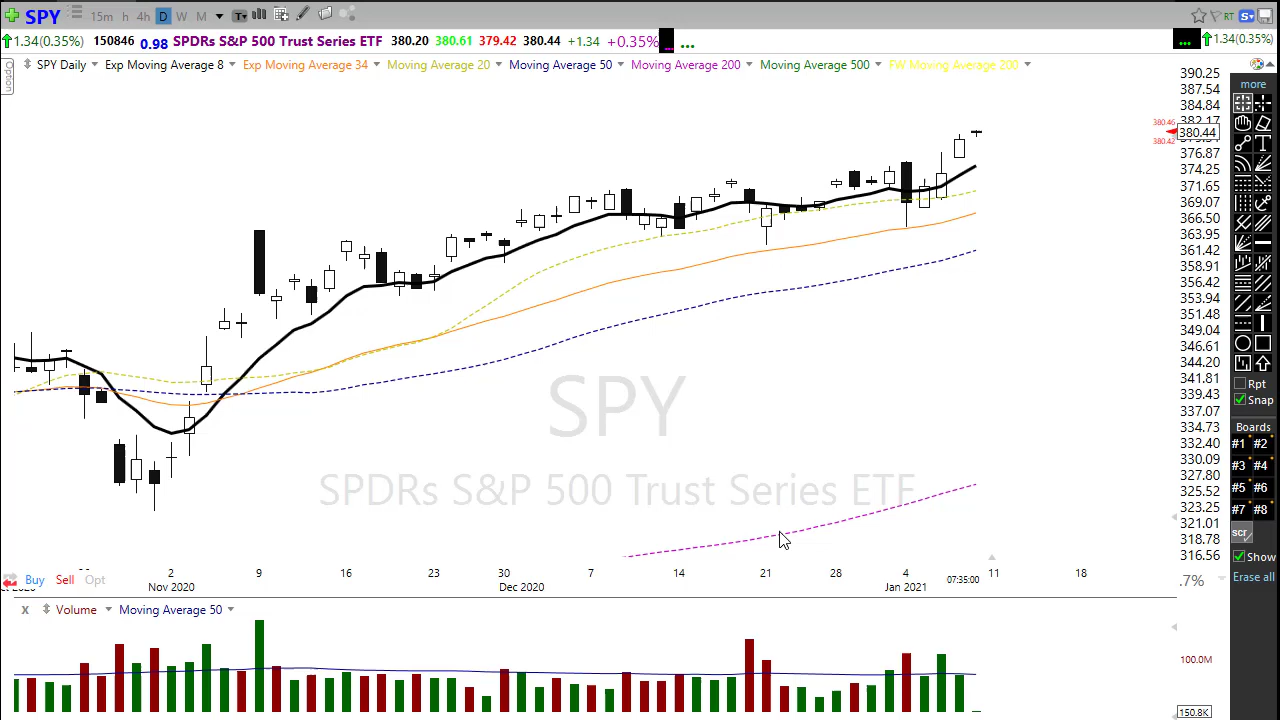 SPY 15m h 4h D W M T RT S
1.34(0.35%) 150846 0.98 SPDRs S&P 500 Trust Series ETF 380.20 380.61 379.42 380.44 +1.34 +0.35% ... ... 1.34(0.35%)
Option
SPY Daily Exp Moving Average 8 Exp Moving Average 34 Moving Average 20 Moving Average 50 Moving Average 200 Moving Average 500 FW Moving Average 200
390.25
387.54
384.84
382.17
380.46
380.44
380.42
376.87
374.25
371.65
369.07
366.50
363.95
361.42
358.91
356.42
353.94
351.48
349.04
346.61
344.20
341.81
339.43
337.07
334.73
332.40
330.09
327.80
325.52
323.25
321.01
318.78
316.56
more
T
Rpt
Snap
Boards
#1 #2
#3 #4
#5 #6
#7 #8
scr
Show
Erase all
SPY
SPDRs S&P 500 Trust Series ETF
2 9 16 23 30 7 14 21 28 4 07:35:00 11 18
Buy Sell Opt
.7%
Nov 2020 Dec 2020 Jan 2021
X Volume Moving Average 50
100.0M
150.8K